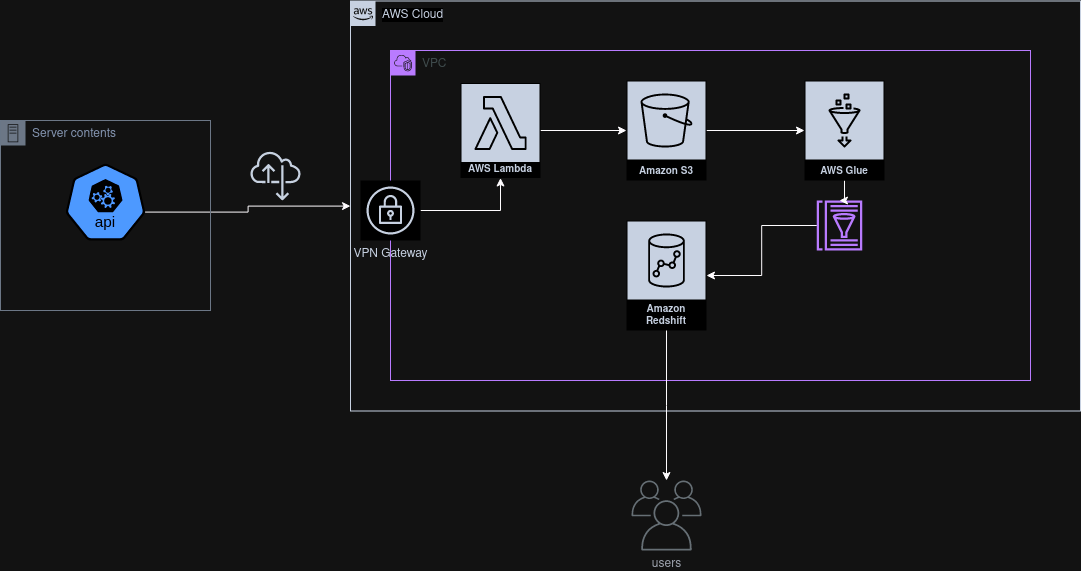 aws
AWS Cloud
VPC
Server contents
api
AWS Lambda
Amazon S3
AWS Glue
VPN Gateway
Amazon
Redshift
users